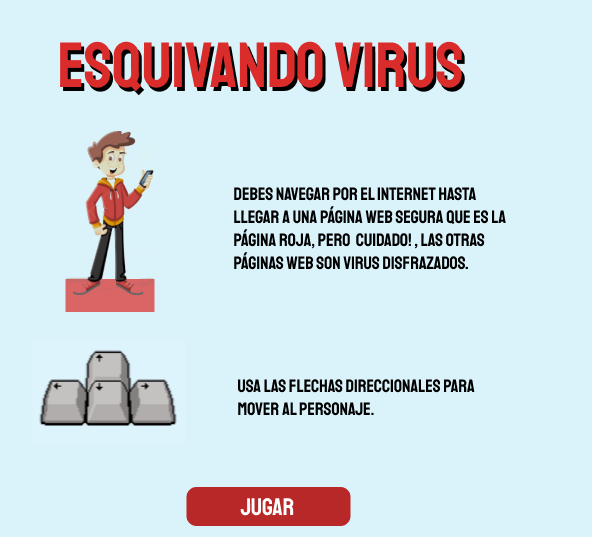 ESQUIVANDO VIRUS
DEBES NAVEGAR POR EL INTERNET HASTA
LLEGAR A UNA PÁGINA WEB SEGURA QUE ES LA
PÁGINA ROJA, PERO CUIDADO! , LAS OTRAS
PÁGINAS WEB SON VIRUS DISFRAZADOS.
USA LAS FLECHAS DIRECCIONALES PARA
MOVER AL PERSONAJE.
JUGAR